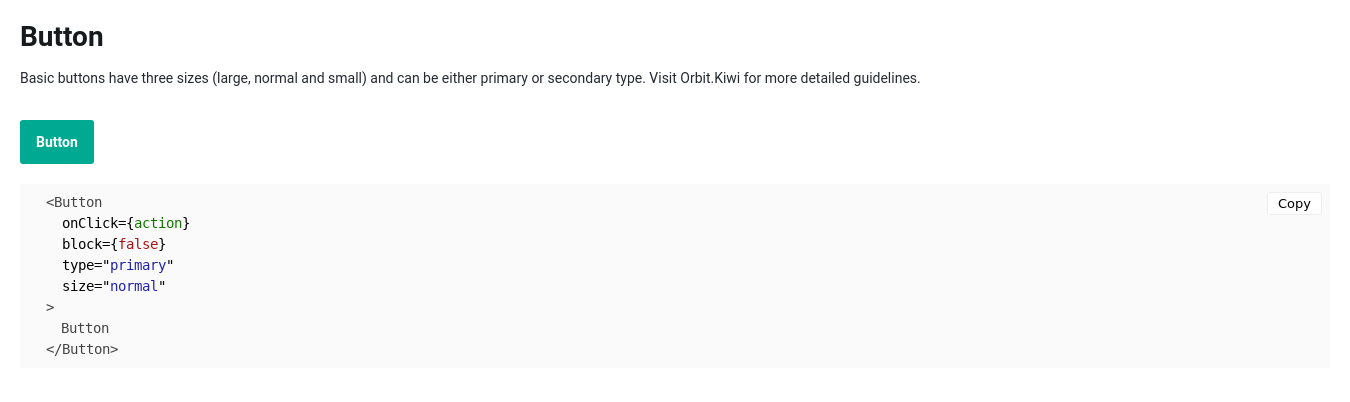 Button
Basic buttons have three sizes (large, normal and small) and can be either primary or secondary type. Visit Orbit.Kiwi for more detailed guidelines.
Button
<Button
Copy
onClick={action}
block={false}
type="primary"
size="normal"
>
Button
</Button>